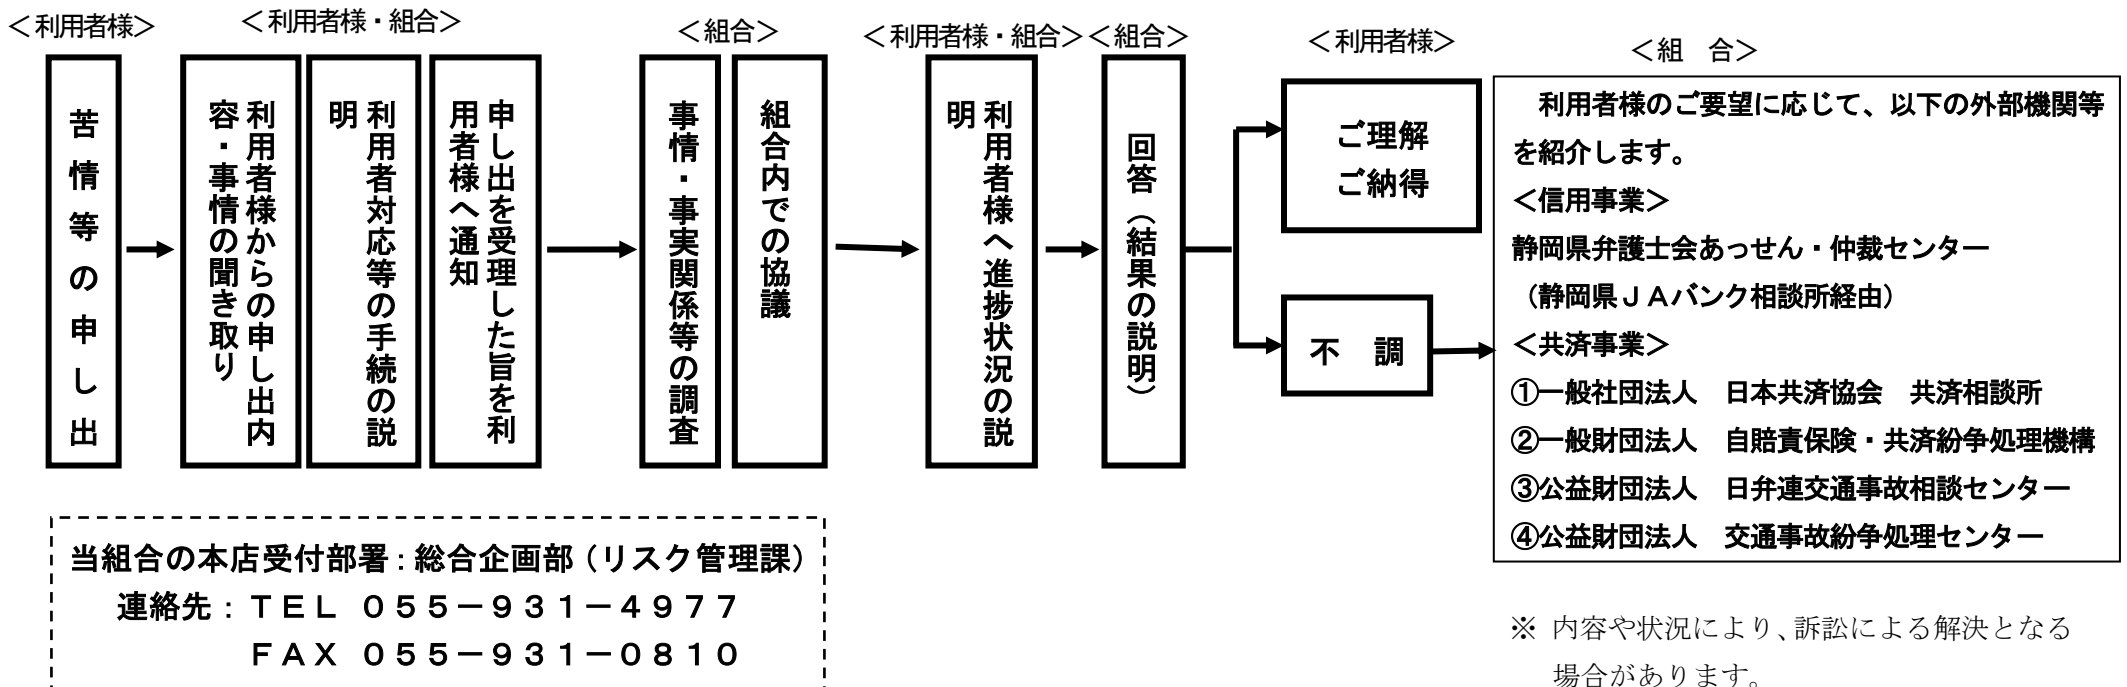 ＜利用者様＞
苦情等の申し出
＜利用者様・組合＞
利用者様からの申し出内
容・事情の聞き取り
利用者対応等の手続の説
明
申し出を受理した旨を利
用者様へ通知
＜組合＞
事情・事実関係等の調査
組合内での協議
＜利用者様・組合＞
利用者様へ進捗状況の説
明
＜組合＞
回答（結果の説明）
＜利用者様＞
ご理解
ご納得
不　調
＜組　合＞
利用者様のご要望に応じて、以下の外部機関等
を紹介します。
＜信用事業＞
静岡県弁護士会あっせん・仲裁センター
（静岡県ＪＡバンク相談所経由）
＜共済事業＞
①一般社団法人　日本共済協会　共済相談所
②一般財団法人　自賠責保険・共済紛争処理機構
③公益財団法人　日弁連交通事故相談センター
④公益財団法人　交通事故紛争処理センター
当組合の本店受付部署：総合企画部（リスク管理課）
連絡先：ＴＥＬ ０５５－９３１－４９７７
ＦＡＸ ０５５－９３１－０８１０
※ 内容や状況により、訴訟による解決となる
場合があります。